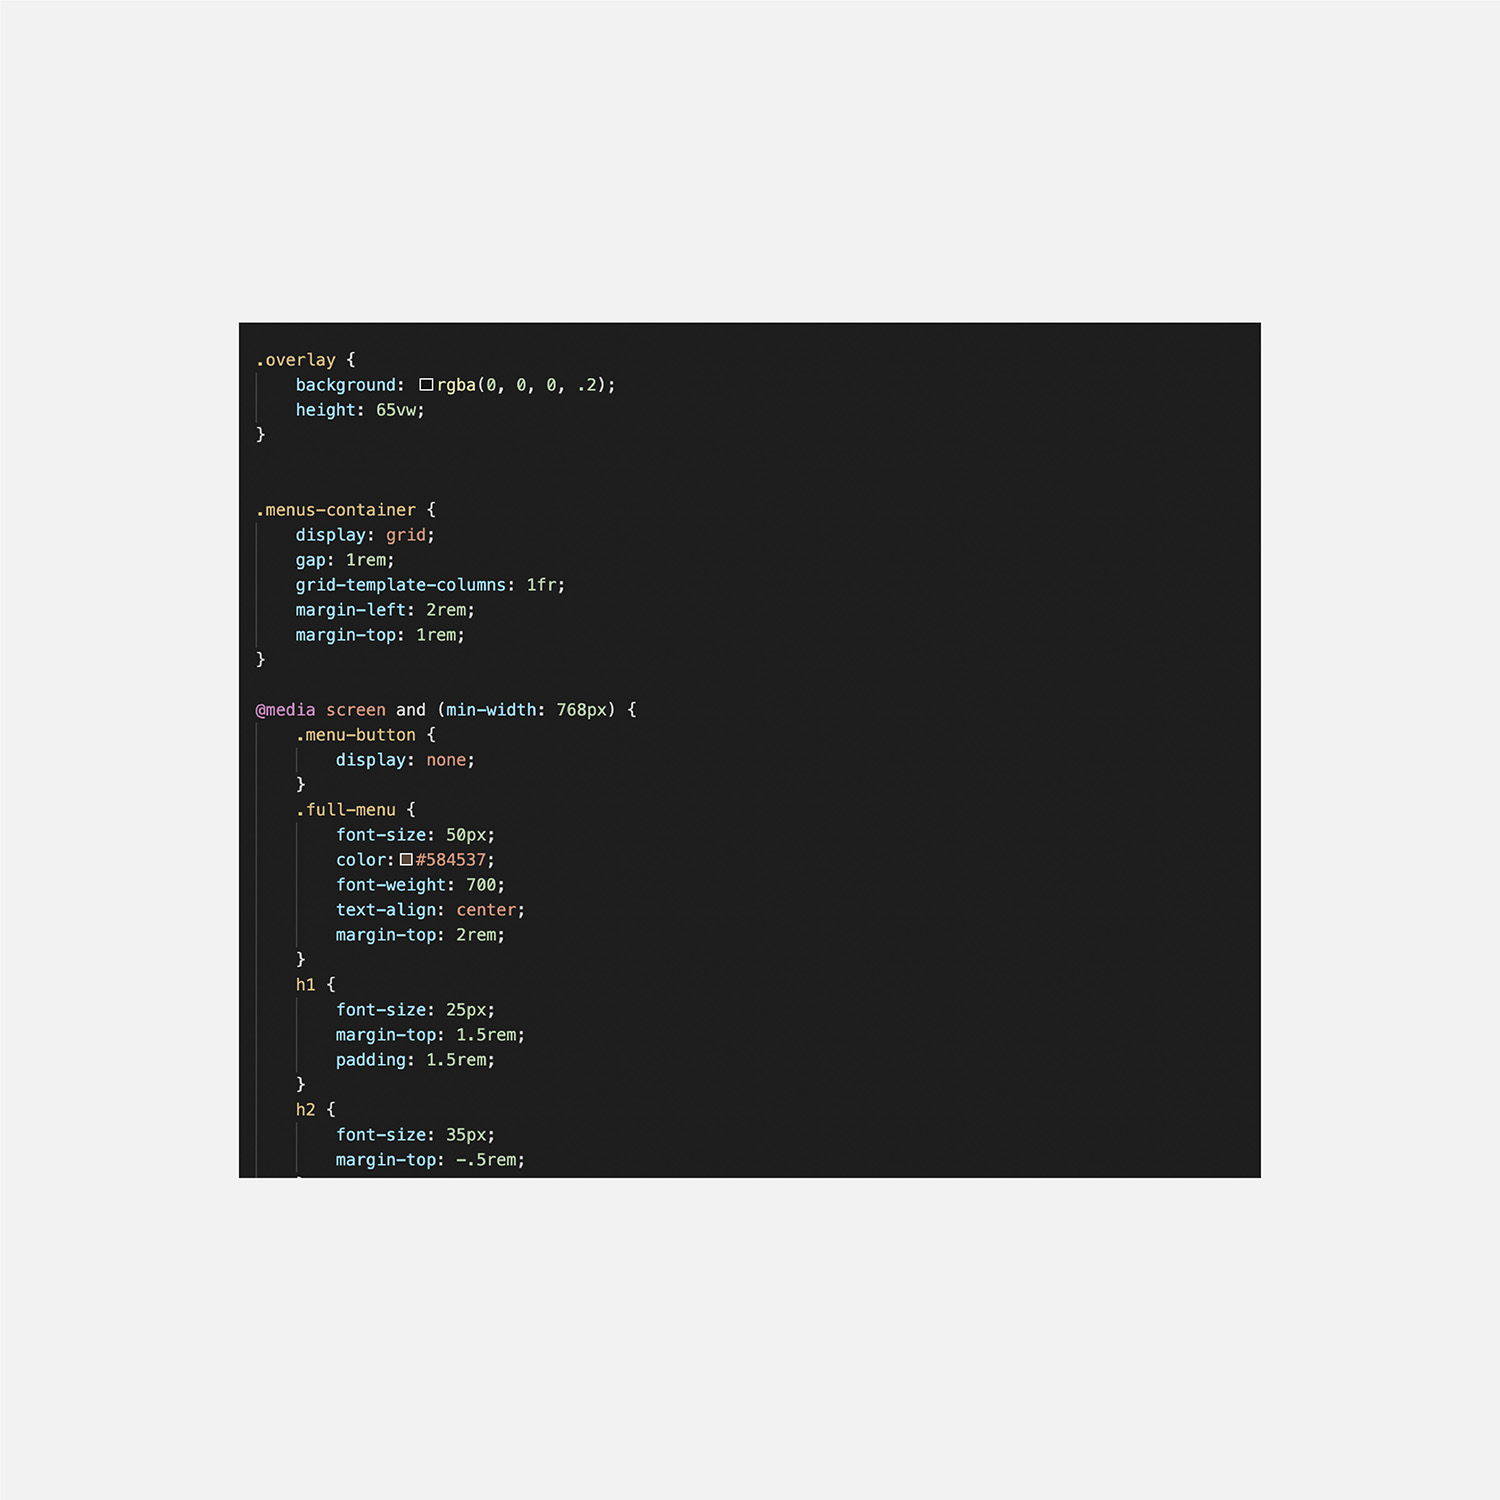 .overlay {
background: rgba(0, 0, 0, .2);
height: 65vw;
}
.menus-container {
display: grid;
gap: 1rem;
grid-template-columns: 1fr;
margin-left: 2rem;
margin-top: 1rem;
}
@media screen and (min-width: 768px) {
.menu-button {
display: none;
}
.full-menu {
font-size: 50px;
color:#584537;
font-weight: 700;
text-align: center;
margin-top: 2rem;
}
h1 {
font-size: 25px;
margin-top: 1.5rem;
padding: 1.5rem;
}
h2 {
font-size: 35px;
margin-top: -.5rem;